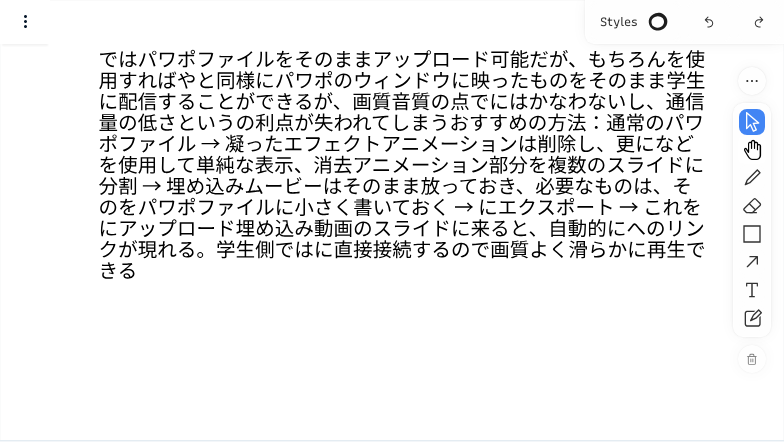 Styles
ではパワポファイルをそのままアップロード可能だが、もちろんを使
用すればやと同様にパワポのウィンドウに映ったものをそのまま学生
に配信することができるが、画質音質の点でにはかなわないし、通信
量の低さというの利点が失われてしまうおすすめの方法：通常のパワ
ポファイル → 凝ったエフェクトアニメーションは削除し、更になど
を使用して単純な表示、消去アニメーション部分を複数のスライドに
分割 → 埋め込みムービーはそのまま放っておき、必要なものは、そ
のをパワポファイルに小さく書いておく → にエクスポート → これを
にアップロード埋め込み動画のスライドに来ると、自動的にへのリン
クが現れる。学生側ではに直接接続するので画質よく滑らかに再生で
きる